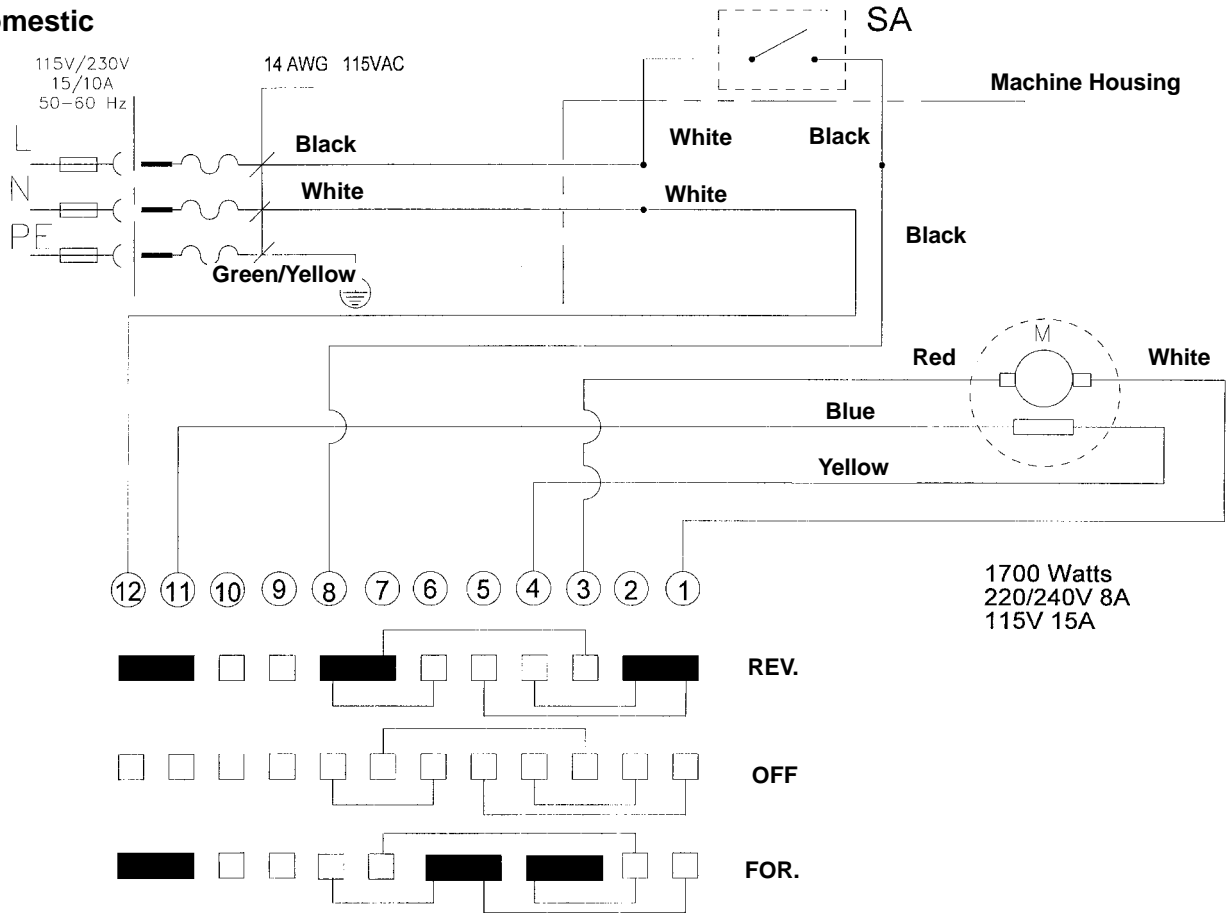 omestic
SA
115V/230V
15/10A
50-60 Hz
14 AWG 115VAC
Machine Housing
L
Black
White
Black
N
White
White
PE
Black
Green/Yellow
M
Red
White
Blue
Yellow
12 11 10 9 8 7 6 5 4 3 2 1
1700 Watts
220/240V 8A
115V 15A
REV.
OFF
FOR.